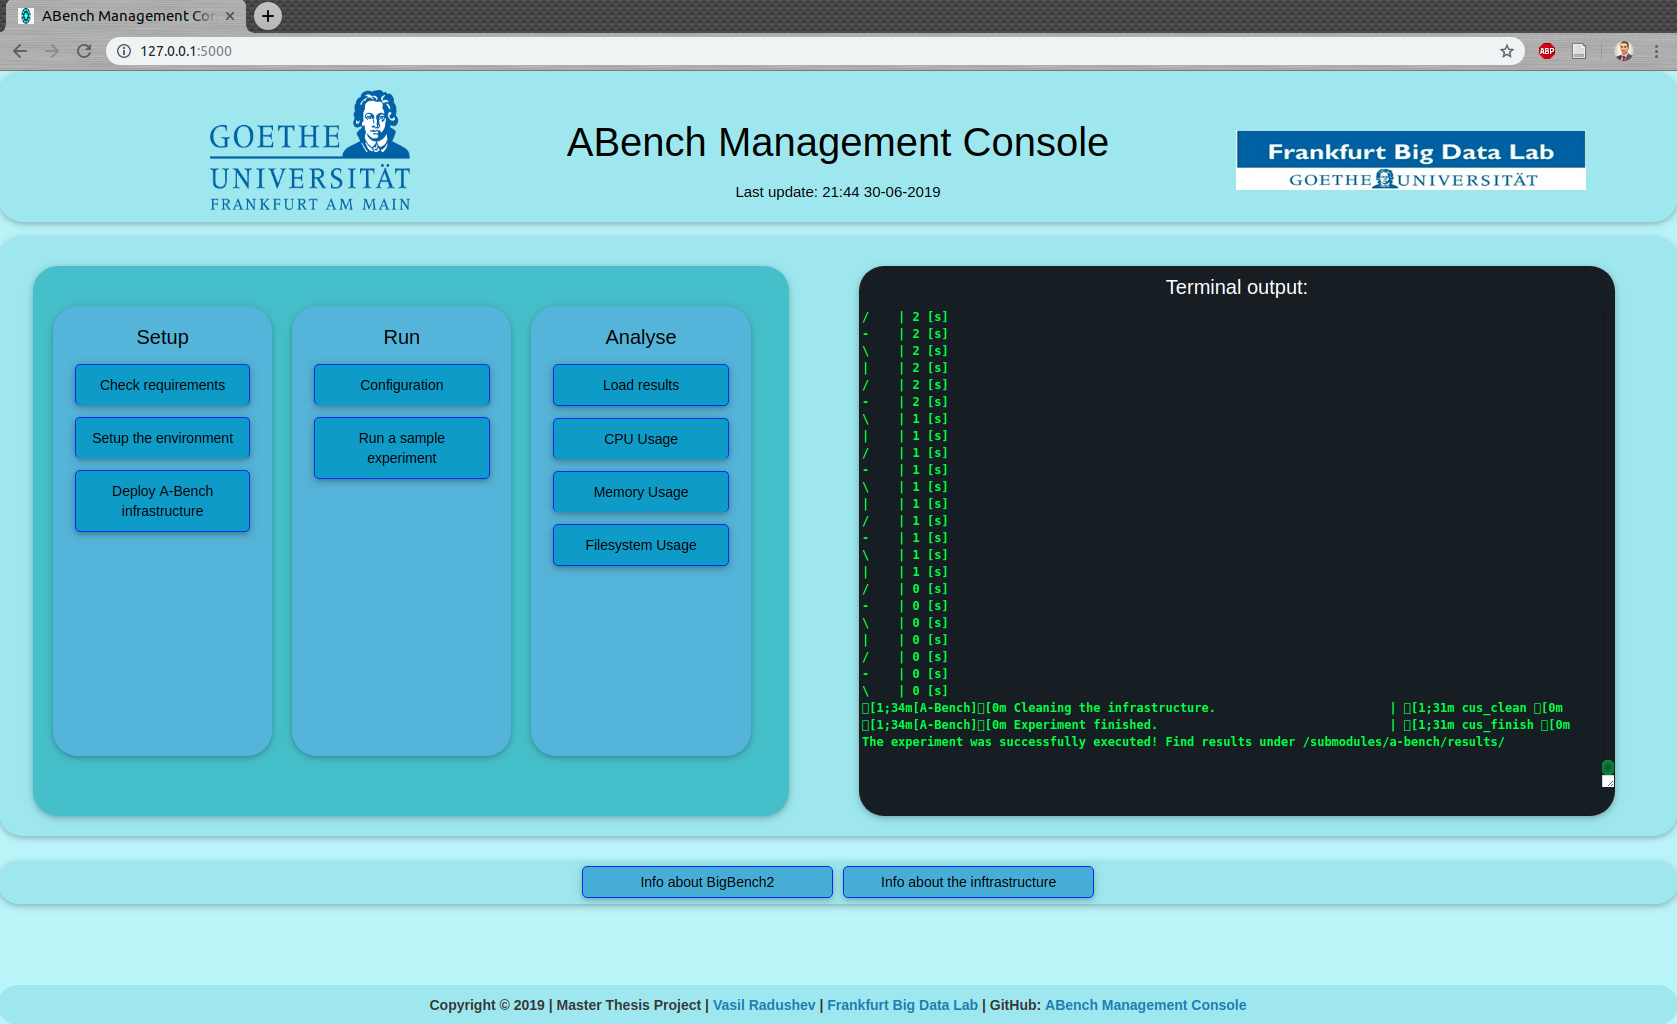 ABench Management Con
127.0.0.1:5000
ABP
GOETHE
UNIVERSITÄT
FRANKFURT AM MAIN
ABench Management Console
Last update: 21:44 30-06-2019
Frankfurt Big Data Lab
GOETHE UNIVERSITÄT
Setup
Check requirements
Setup the environment
Deploy A-Bench
infrastructure
Run
Configuration
Run a sample
experiment
Analyse
Load results
CPU Usage
Memory Usage
Filesystem Usage
Terminal output:
/    | 2 [s]
-    | 2 [s]
\    | 2 [s]
|    | 2 [s]
/    | 2 [s]
-    | 2 [s]
\    | 1 [s]
|    | 1 [s]
/    | 1 [s]
-    | 1 [s]
\    | 1 [s]
|    | 1 [s]
/    | 1 [s]
-    | 1 [s]
\    | 1 [s]
|    | 1 [s]
/    | 0 [s]
-    | 0 [s]
\    | 0 [s]
|    | 0 [s]
/    | 0 [s]
-    | 0 [s]
\    | 0 [s]
□[1;34m[A-Bench]□[0m Cleaning the infrastructure. | □[1;31m cus_clean □[0m
□[1;34m[A-Bench]□[0m Experiment finished. | □[1;31m cus_finish □[0m
The experiment was successfully executed! Find results under /submodules/a-bench/results/
Info about BigBench2
Info about the inftrastructure
Copyright © 2019 | Master Thesis Project | Vasil Radushev | Frankfurt Big Data Lab | GitHub: ABench Management Console